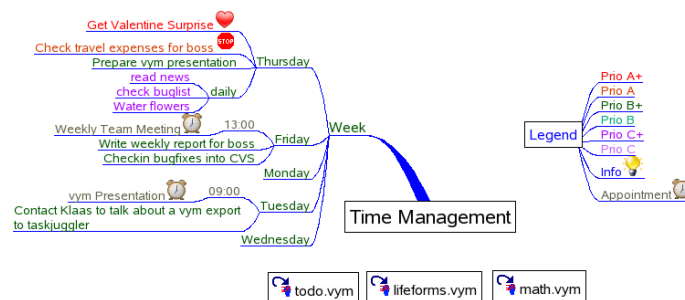 Get Valentine Surprise
STOP
Check travel expenses for boss
Prepare vym presentation
Thursday
read news
check buglist
daily
Water flowers
Weekly Team Meeting
13:00
Write weekly report for boss
Friday
Checkin bugfixes into CVS
Week
Monday
vym Presentation
09:00
Contact Klaas to talk about a vym export
to taskjuggler
Tuesday
Wednesday
Time Management
Legend
Prio A+
Prio A
Prio B+
Prio B
Prio C+
Prio C
Info
Appointment
todo.vym
lifeforms.vym
math.vym